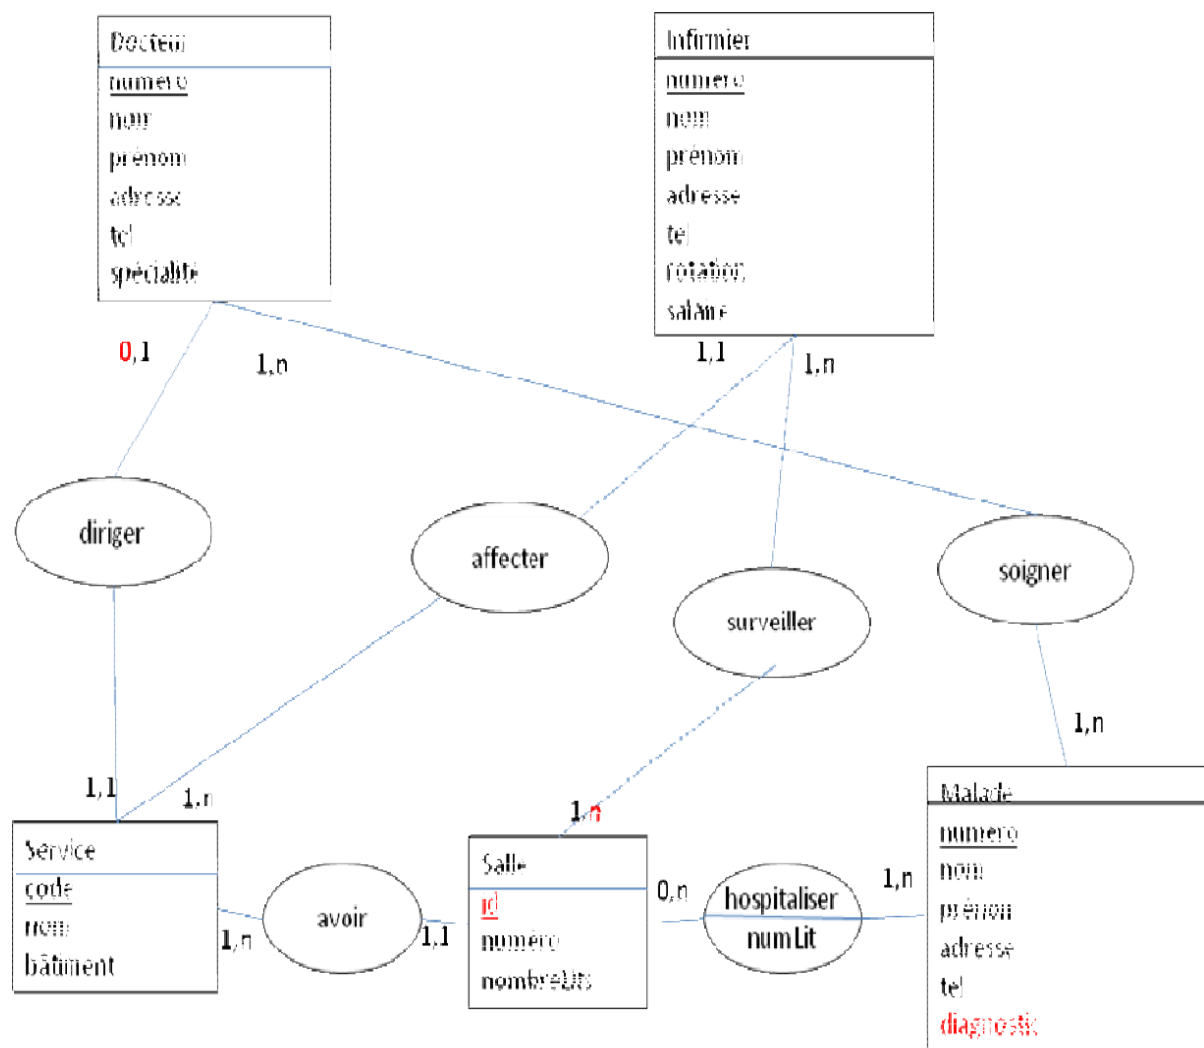 Docteur
numéro
nom
prénom
adresse
tel
spécialité
Infirmier
numéro
nom
prénom
adresse
tel
rotation
salaire
0,1
1,n
1,1
1,n
diriger
affecter
surveiller
soigner
1,1
1,n
1,n
1,n
Service
code
nom
bâtiment
1,n
avoir
1,1
Salle
id
numéro
nombreLits
0,n
hospitaliser
numLit
1,n
Malade
numéro
nom
prénom
adresse
tel
diagnostic